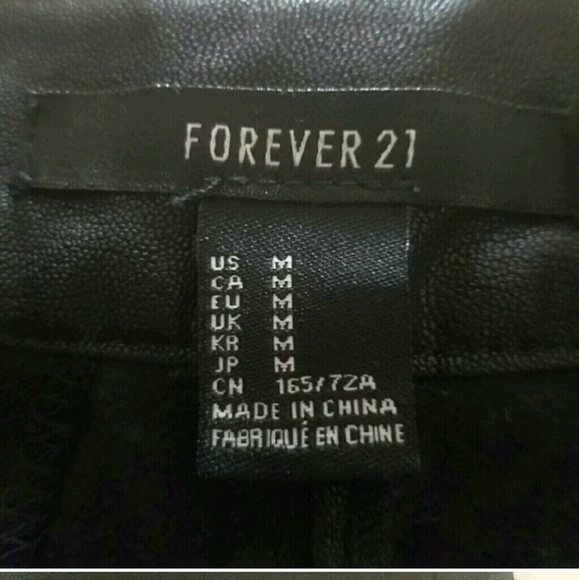 FOREVER 21
US M
CA M
EU M
UK M
KR M
JP M
CN 165/72A
MADE IN CHINA
FABRIQUÉ EN CHINE